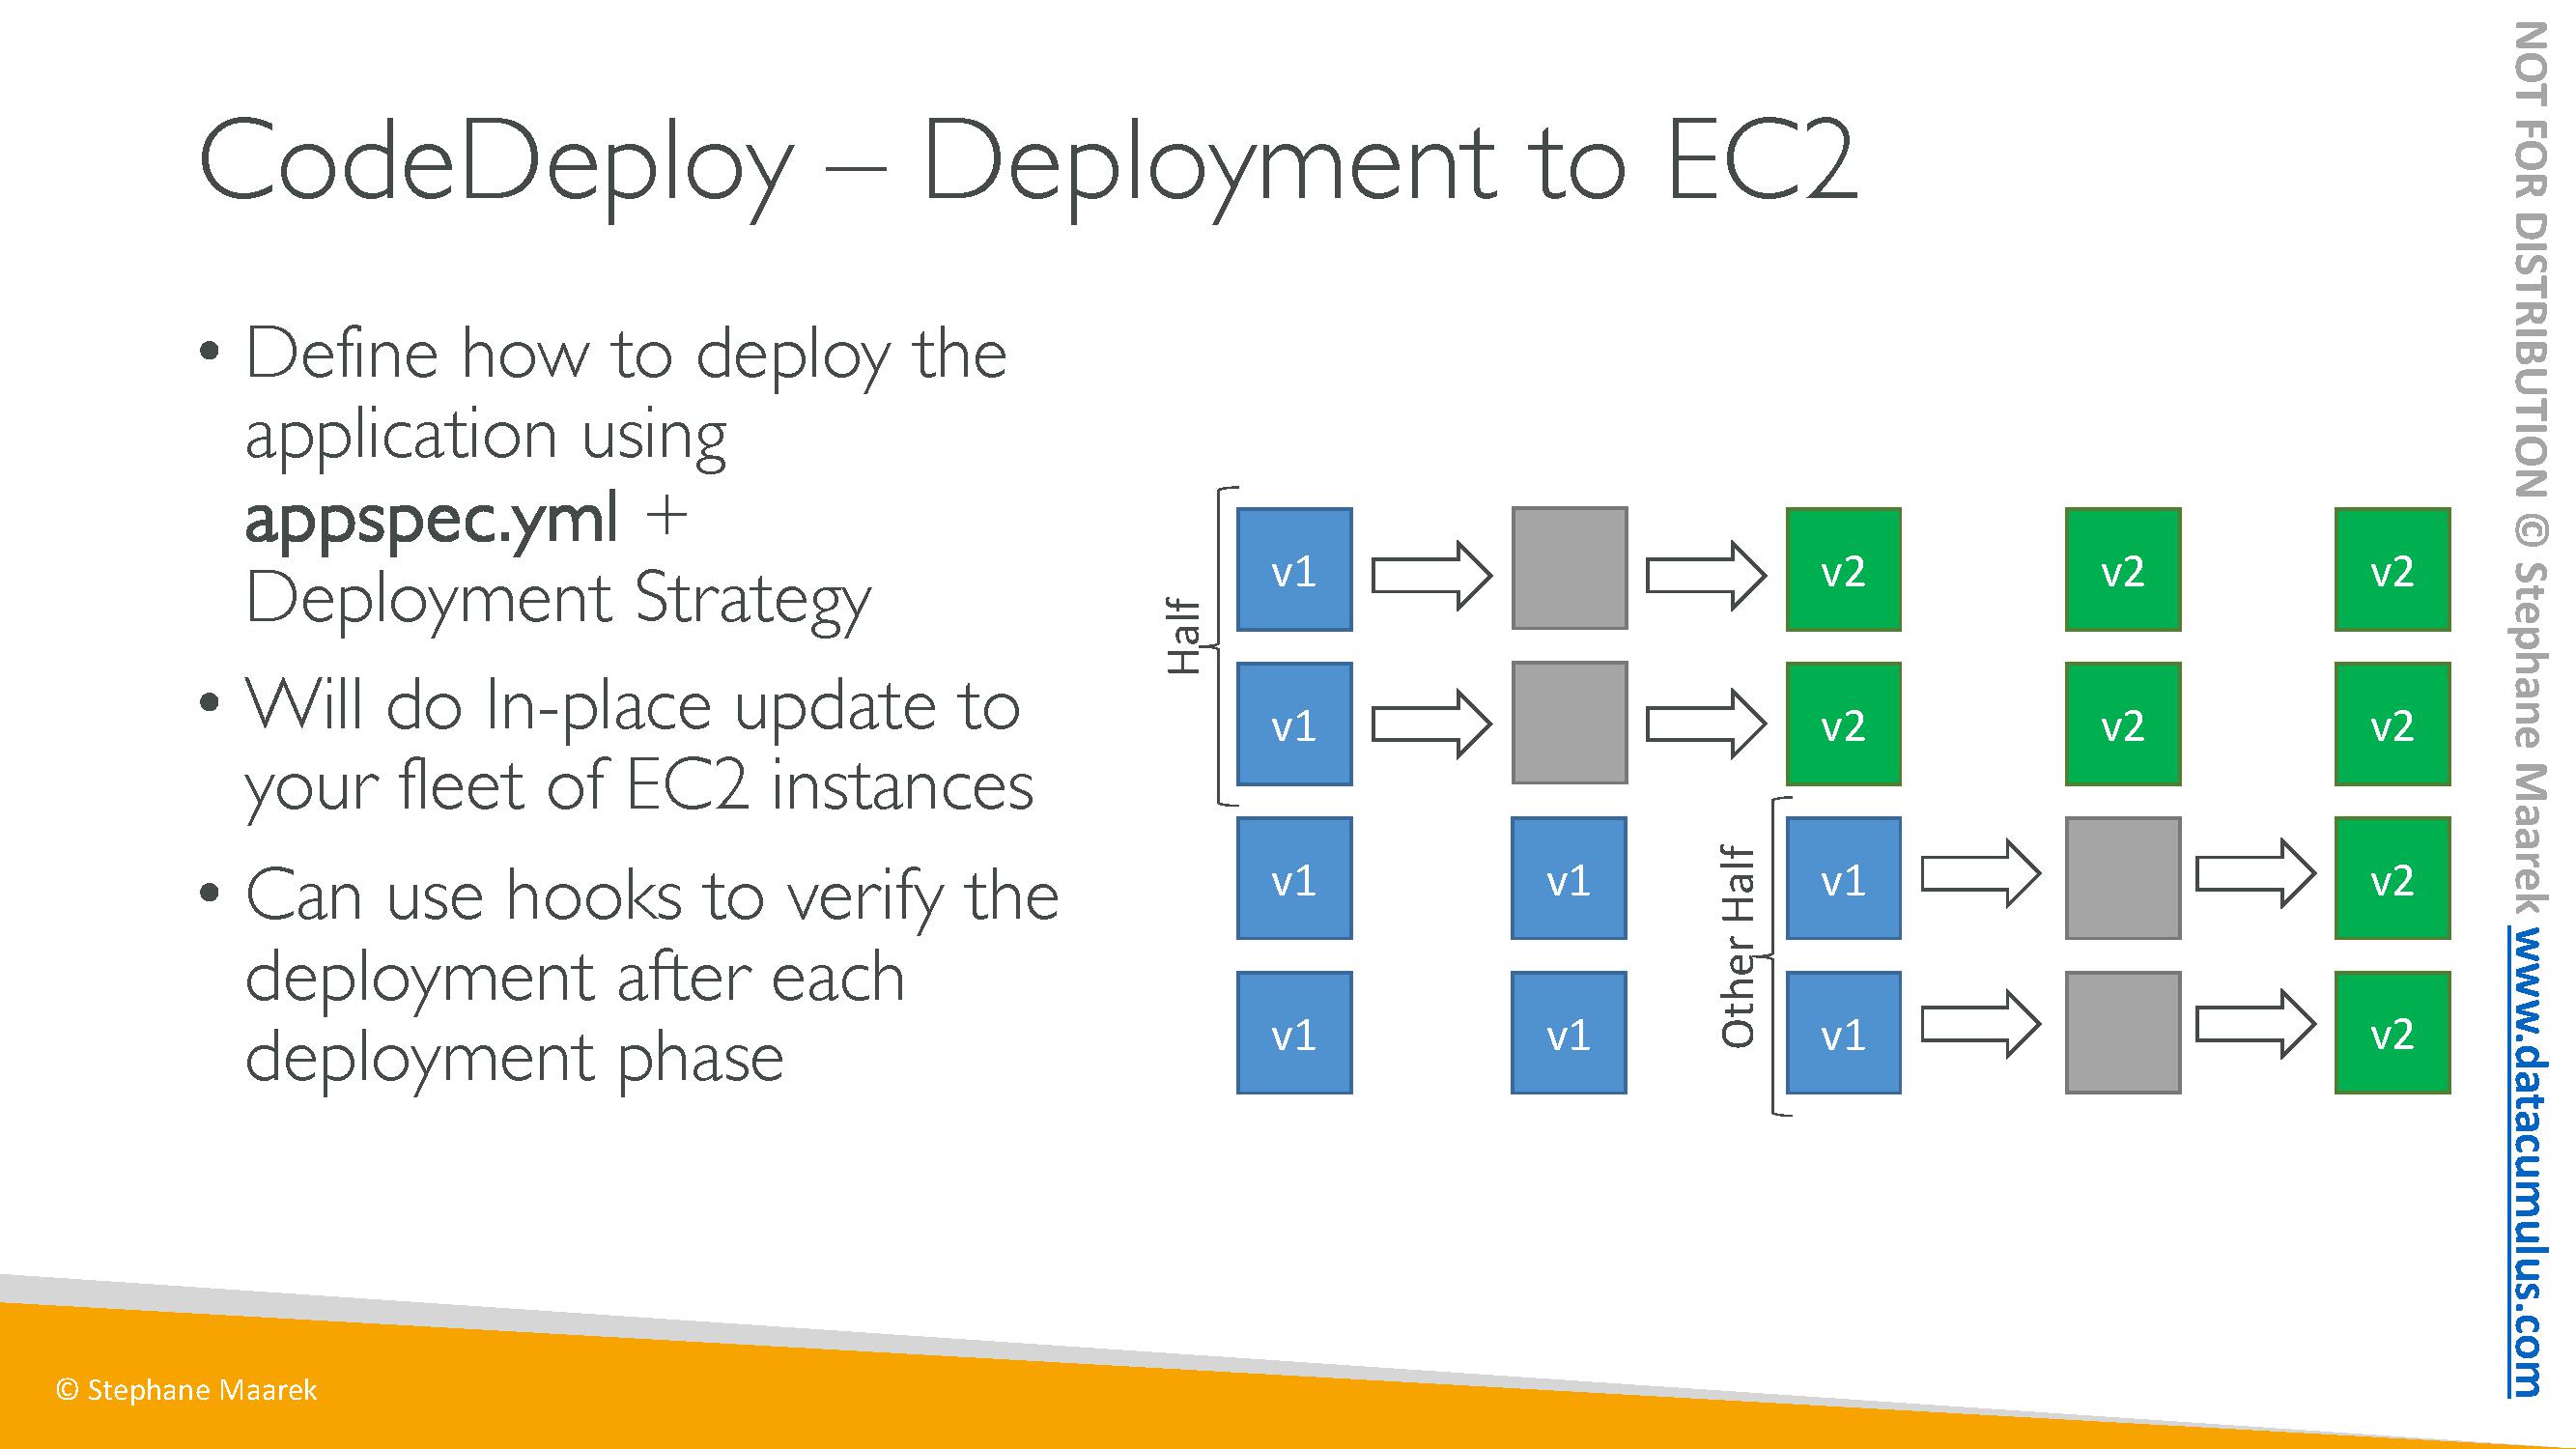 CodeDeploy – Deployment to EC2
• Define how to deploy the
application using
appspec.yml +
Deployment Strategy
• Will do In-place update to
your fleet of EC2 instances
• Can use hooks to verify the
deployment after each
deployment phase
Half
v1 v2 v2 v2
v1 v2 v2 v2
Other Half
v1 v1 v1 v2
v1 v1 v1 v2
© Stephane Maarek
NOT FOR DISTRIBUTION © Stephane Maarek www.datacumulus.com